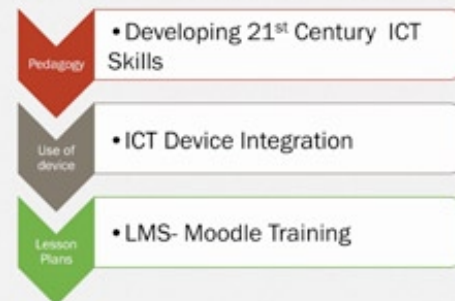 Pedagogy
•Developing 21st Century ICT
Skills
Use of
device
•ICT Device Integration
Lesson
Plans
•LMS- Moodle Training